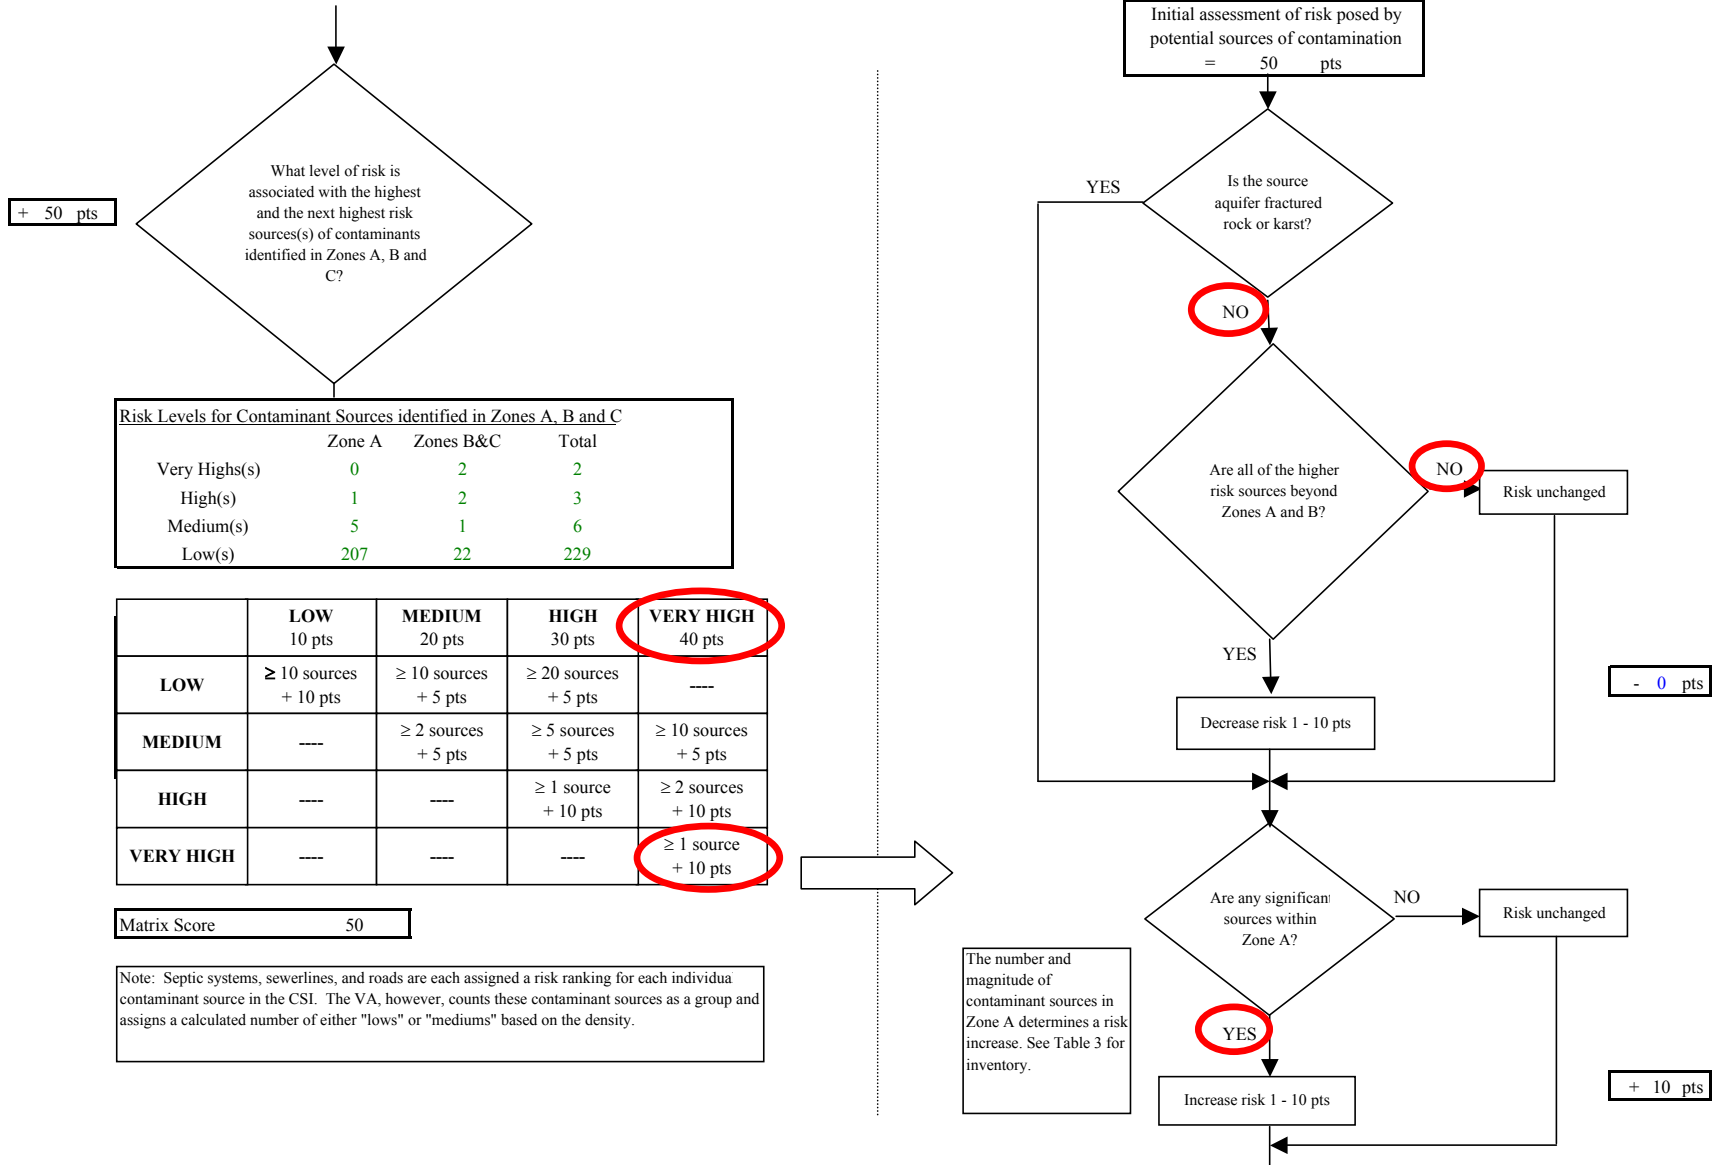 What level of risk is
associated with the highest
and the next highest risk
sources(s) of contaminants
identified in Zones A, B and
C?
+ 50 pts
Risk Levels for Contaminant Sources identified in Zones A, B and C
Zone A Zones B&C Total
Very Highs(s) 0 2 2
High(s) 1 2 3
Medium(s) 5 1 6
Low(s) 207 22 229
LOW MEDIUM HIGH VERY HIGH
10 pts 20 pts 30 pts 40 pts
LOW ≥ 10 sources ≥ 10 sources ≥ 20 sources ----
+ 10 pts + 5 pts + 5 pts
MEDIUM ---- ≥ 2 sources ≥ 5 sources ≥ 10 sources
+ 5 pts + 5 pts + 5 pts
HIGH ---- ---- ≥ 1 source ≥ 2 sources
+ 10 pts + 10 pts
VERY HIGH ---- ---- ---- ≥ 1 source
+ 10 pts
Matrix Score 50
Note: Septic systems, sewerlines, and roads are each assigned a risk ranking for each individua
contaminant source in the CSI. The VA, however, counts these contaminant sources as a group and
assigns a calculated number of either "lows" or "mediums" based on the density.
Initial assessment of risk posed by
potential sources of contamination
= 50 pts
Is the source
aquifer fractured
rock or karst?
YES
NO
Are all of the higher
risk sources beyond
Zones A and B?
NO
Risk unchanged
YES
- 0 pts
Decrease risk 1 - 10 pts
Are any significant
sources within
Zone A?
NO
Risk unchanged
The number and
magnitude of
contaminant sources in
Zone A determines a risk
increase. See Table 3 for
inventory.
YES
+ 10 pts
Increase risk 1 - 10 pts